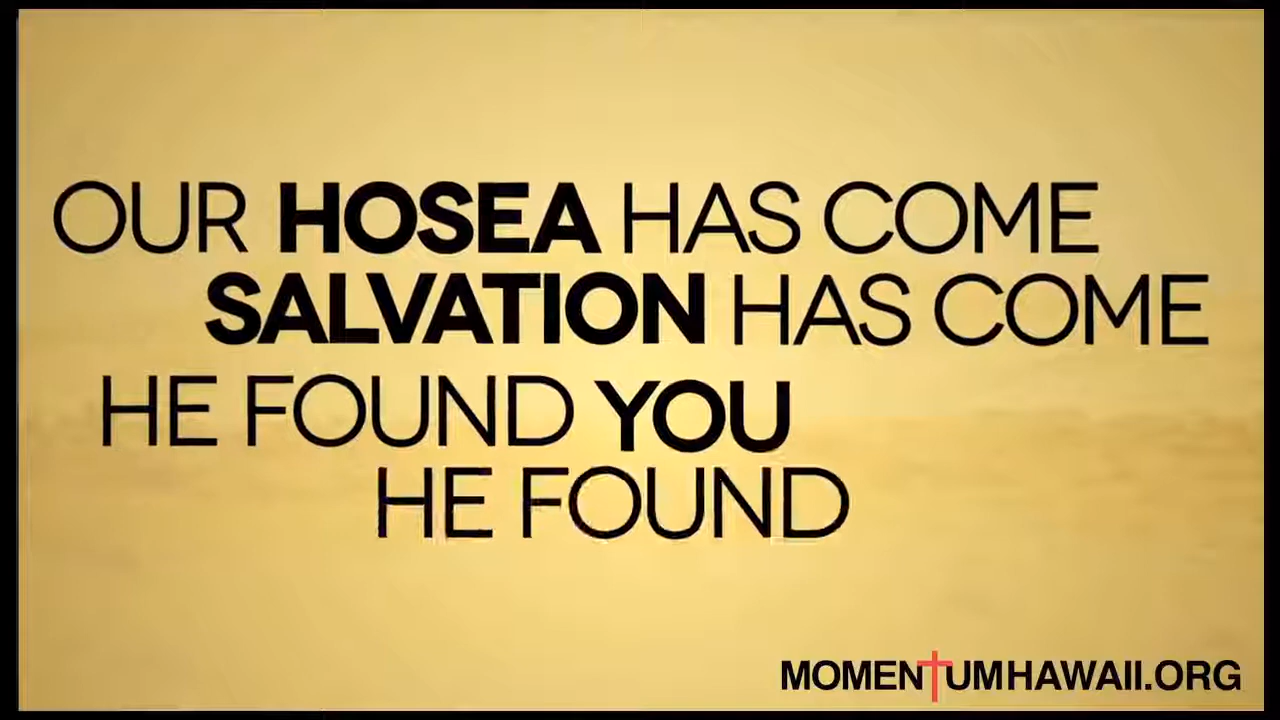 OUR HOSEA HAS COME
SALVATION HAS COME
HE FOUND YOU
HE FOUND
MOMENTUMHAWAII.ORG